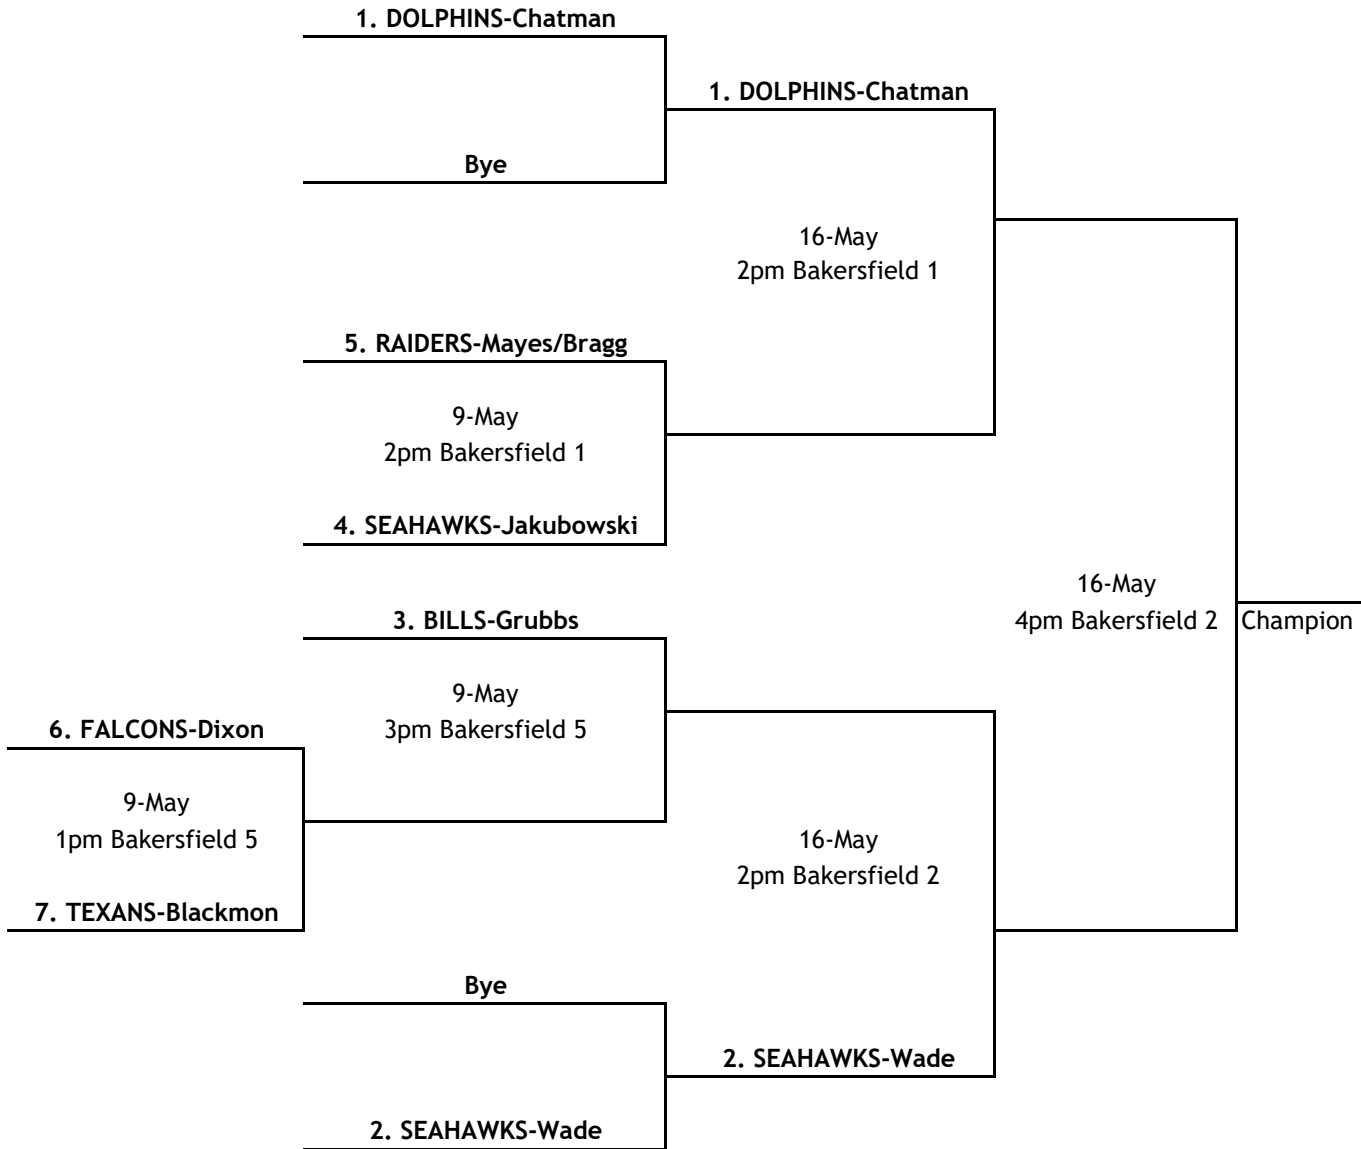 1. DOLPHINS-Chatman
1. DOLPHINS-Chatman
Bye
16-May
2pm Bakersfield 1
5. RAIDERS-Mayes/Bragg
9-May
2pm Bakersfield 1
4. SEAHAWKS-Jakubowski
16-May
4pm Bakersfield 2
Champion
3. BILLS-Grubbs
9-May
3pm Bakersfield 5
6. FALCONS-Dixon
9-May
1pm Bakersfield 5
7. TEXANS-Blackmon
16-May
2pm Bakersfield 2
Bye
2. SEAHAWKS-Wade
2. SEAHAWKS-Wade